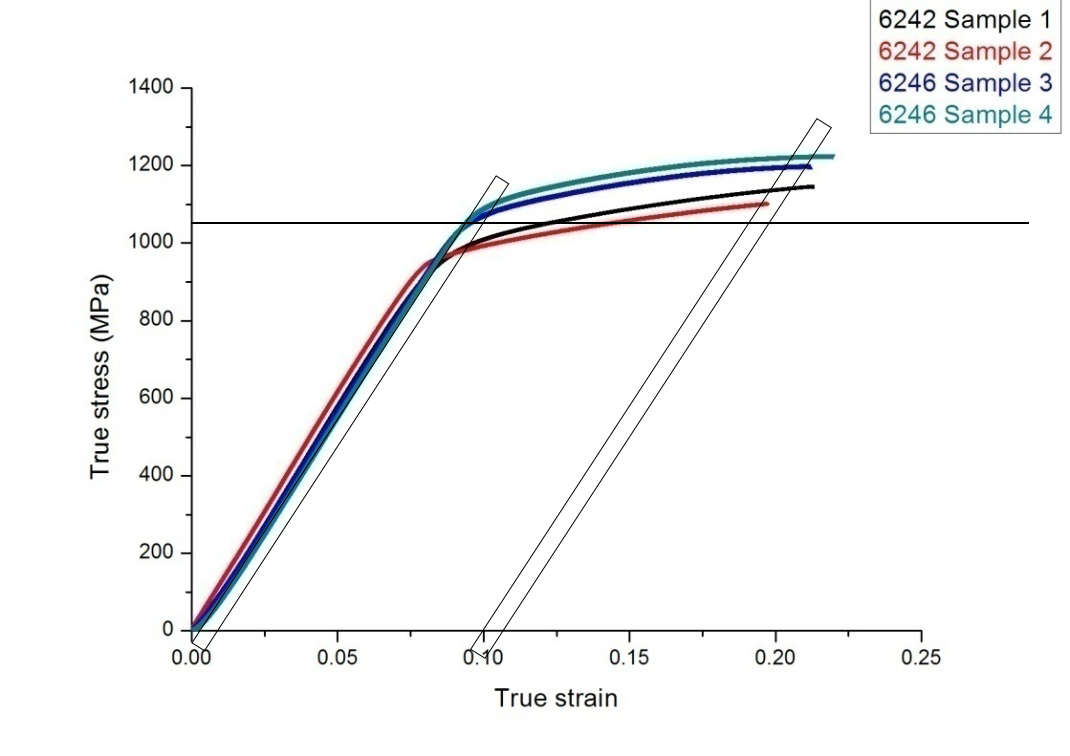 6242 Sample 1
6242 Sample 2
6246 Sample 3
6246 Sample 4
1400
1200
1000
800
600
400
200
0
True stress (MPa)
0.00 0.05 0.10 0.15 0.20 0.25
True strain